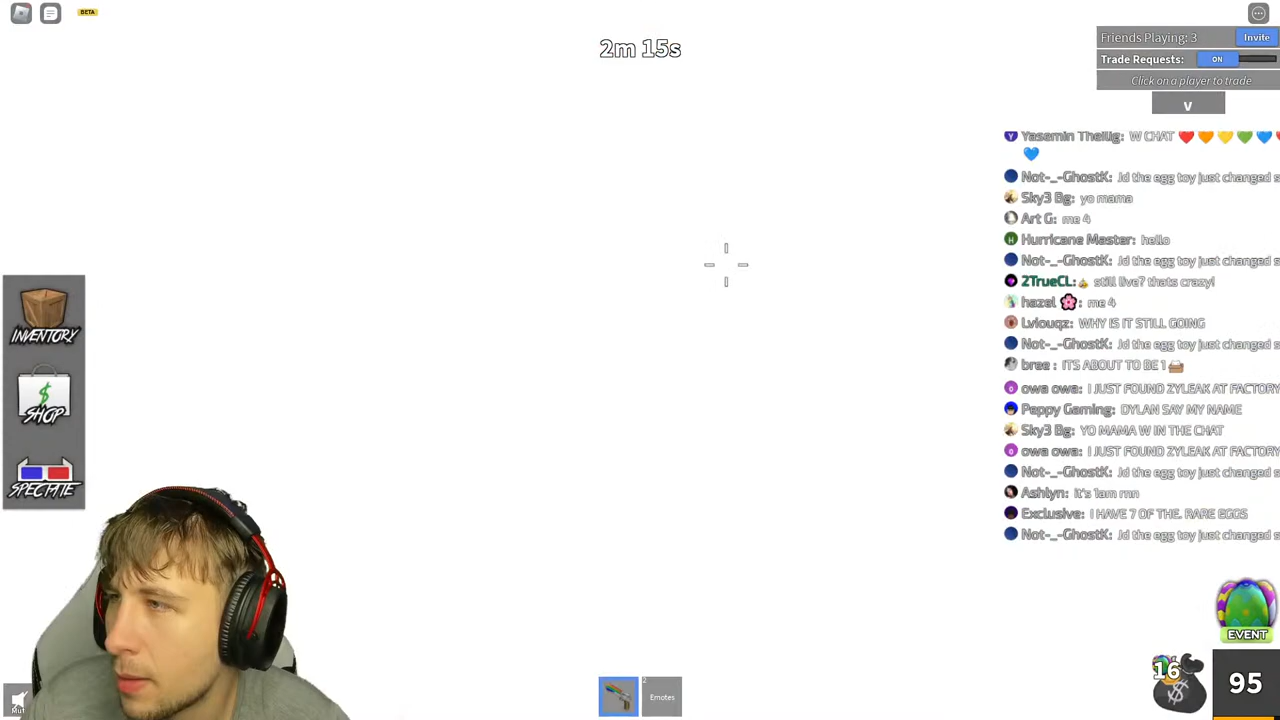 BETA
2m 15s
Friends Playing: 3
Invite
Trade Requests:
ON
Click on a player to trade
v
Yasemin Theilig: W CHAT
Not-_-GhostK: Jd the egg toy just changed s
Sky3 Bg: yo mama
Art G: me 4
Hurricane Master: hello
Not-_-GhostK: Jd the egg toy just changed s
2TrueCL: still live? thats crazy!
hazel : me 4
Lviouqz: WHY IS IT STILL GOING
Not-_-GhostK: Jd the egg toy just changed s
bree : ITS ABOUT TO BE 1
owa owa: I JUST FOUND ZYLEAK AT FACTORY
Peppy Gaming: DYLAN SAY MY NAME
Sky3 Bg: YO MAMA W IN THE CHAT
owa owa: I JUST FOUND ZYLEAK AT FACTORY
Not-_-GhostK: Jd the egg toy just changed s
Ashlyn: it's 1am rnn
Exclusive: I HAVE 7 OF THE. RARE EGGS
Not-_-GhostK: Jd the egg toy just changed s
INVENTORY
SHOP
SPECTATE
EVENT
16
95
2
Emotes